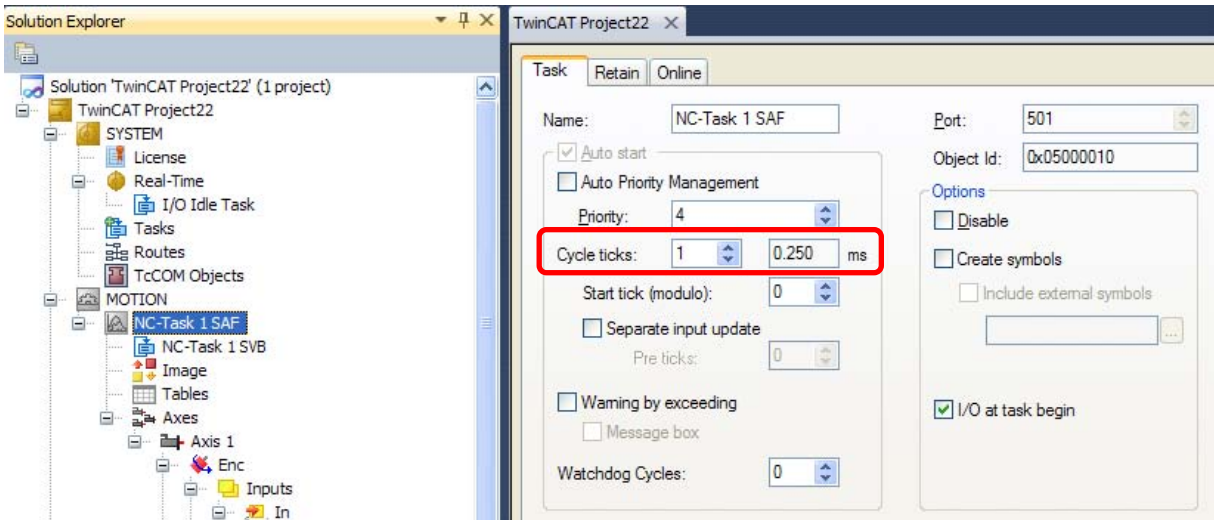 Solution Explorer
Solution 'TwinCAT Project22' (1 project)
TwinCAT Project22
SYSTEM
License
Real-Time
I/O Idle Task
Tasks
Routes
TcCOM Objects
MOTION
NC-Task 1 SAF
NC-Task 1 SVB
Image
Tables
Axes
Axis 1
Enc
Inputs
In
TwinCAT Project22
Task Retain Online
Name: NC-Task 1 SAF
Auto start
Auto Priority Management
Priority: 4
Cycle ticks: 1 0.250 ms
Start tick (modulo): 0
Separate input update
Pre ticks: 0
Warning by exceeding
Message box
Watchdog Cycles: 0
Port: 501
Object Id: 0x05000010
Options
Disable
Create symbols
Include external symbols
...
I/O at task begin